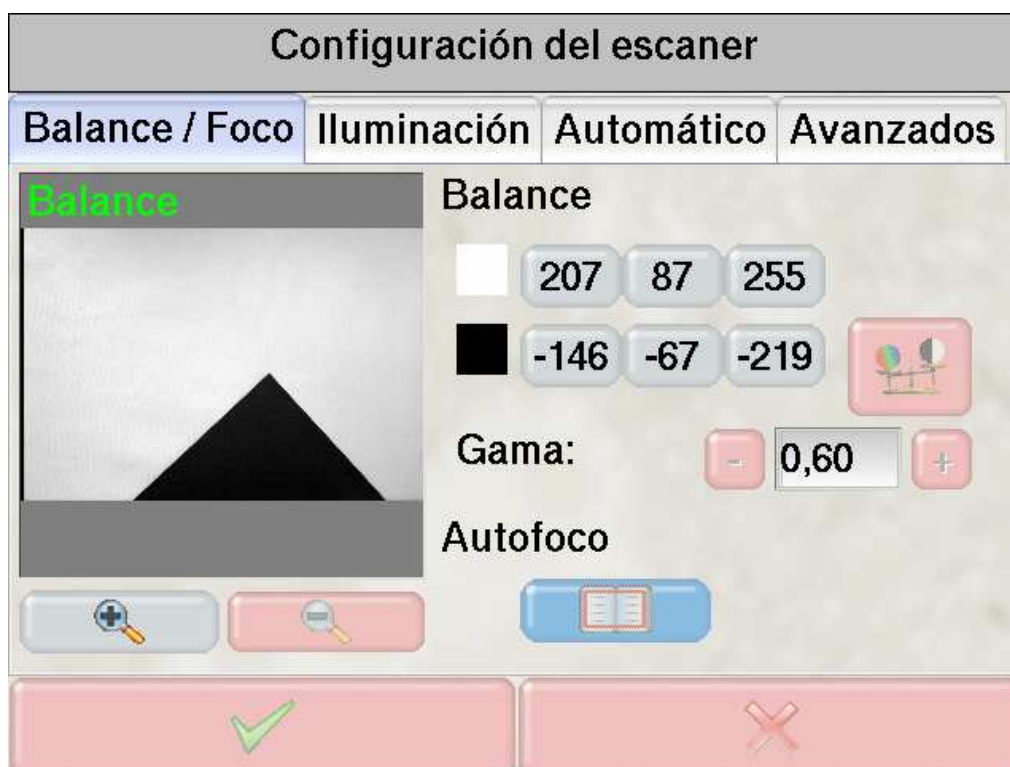 Configuración del escaner
Balance / Foco Iluminación Automático Avanzados
Balance
Balance
207 87 255
-146 -67 -219
Gama: - 0,60 +
Autofoco